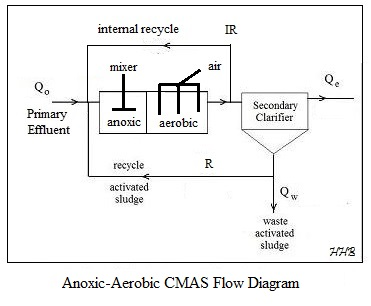 internal recycle IR
mixer
air
Qo
Qe
Primary
Effluent
anoxic
aerobic
Secondary
Clarifier
recycle
R
activated
sludge
Qw
waste
activated
sludge
HHB
Anoxic-Aerobic CMAS Flow Diagram